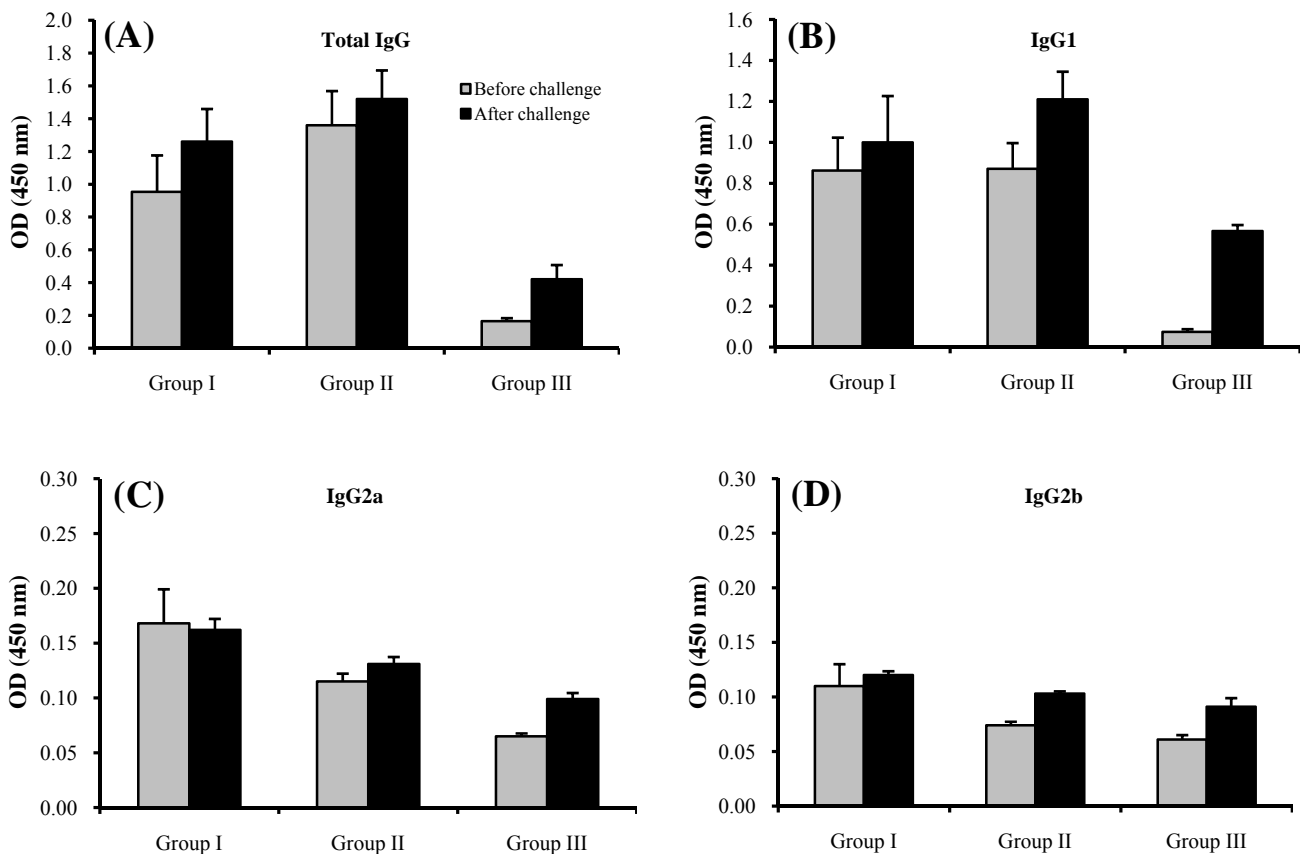 (A)
Total IgG
Before challenge
After challenge
OD (450 nm)
2.0
1.8
1.6
1.4
1.2
1.0
0.8
0.6
0.4
0.2
0.0
Group I Group II Group III
(B)
IgG1
OD (450 nm)
1.6
1.4
1.2
1.0
0.8
0.6
0.4
0.2
0.0
Group I Group II Group III
(C)
IgG2a
OD (450 nm)
0.30
0.25
0.20
0.15
0.10
0.05
0.00
Group I Group II Group III
(D)
IgG2b
OD (450 nm)
0.30
0.25
0.20
0.15
0.10
0.05
0.00
Group I Group II Group III